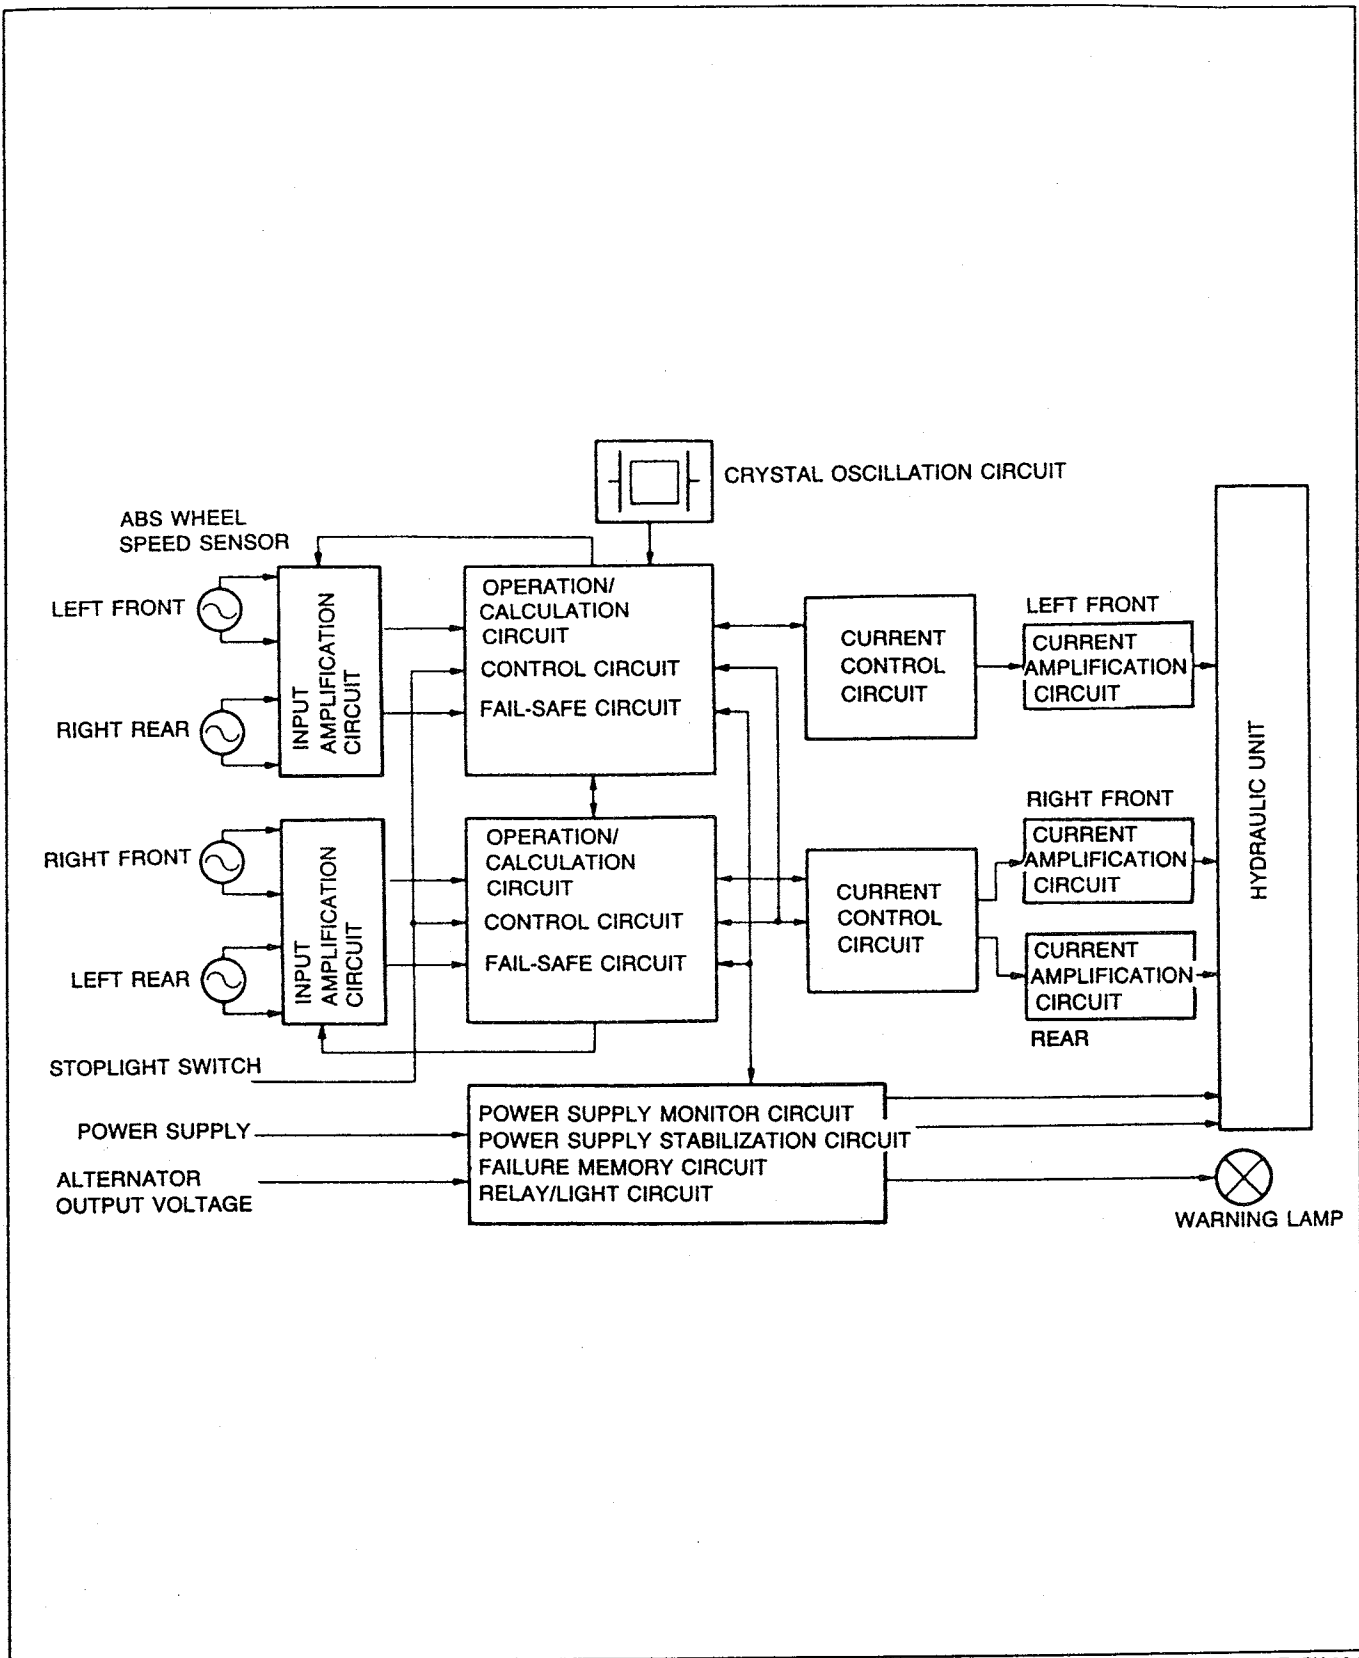 CRYSTAL OSCILLATION CIRCUIT
ABS WHEEL
SPEED SENSOR
LEFT FRONT
RIGHT REAR
INPUT
AMPLIFICATION
CIRCUIT
OPERATION/
CALCULATION
CIRCUIT
CONTROL CIRCUIT
FAIL-SAFE CIRCUIT
CURRENT
CONTROL
CIRCUIT
LEFT FRONT
CURRENT
AMPLIFICATION
CIRCUIT
HYDRAULIC UNIT
RIGHT FRONT
LEFT REAR
INPUT
AMPLIFICATION
CIRCUIT
OPERATION/
CALCULATION
CIRCUIT
CONTROL CIRCUIT
FAIL-SAFE CIRCUIT
CURRENT
CONTROL
CIRCUIT
RIGHT FRONT
CURRENT
AMPLIFICATION
CIRCUIT
CURRENT
AMPLIFICATION
CIRCUIT
REAR
STOPLIGHT SWITCH
POWER SUPPLY
ALTERNATOR
OUTPUT VOLTAGE
POWER SUPPLY MONITOR CIRCUIT
POWER SUPPLY STABILIZATION CIRCUIT
FAILURE MEMORY CIRCUIT
RELAY/LIGHT CIRCUIT
WARNING LAMP